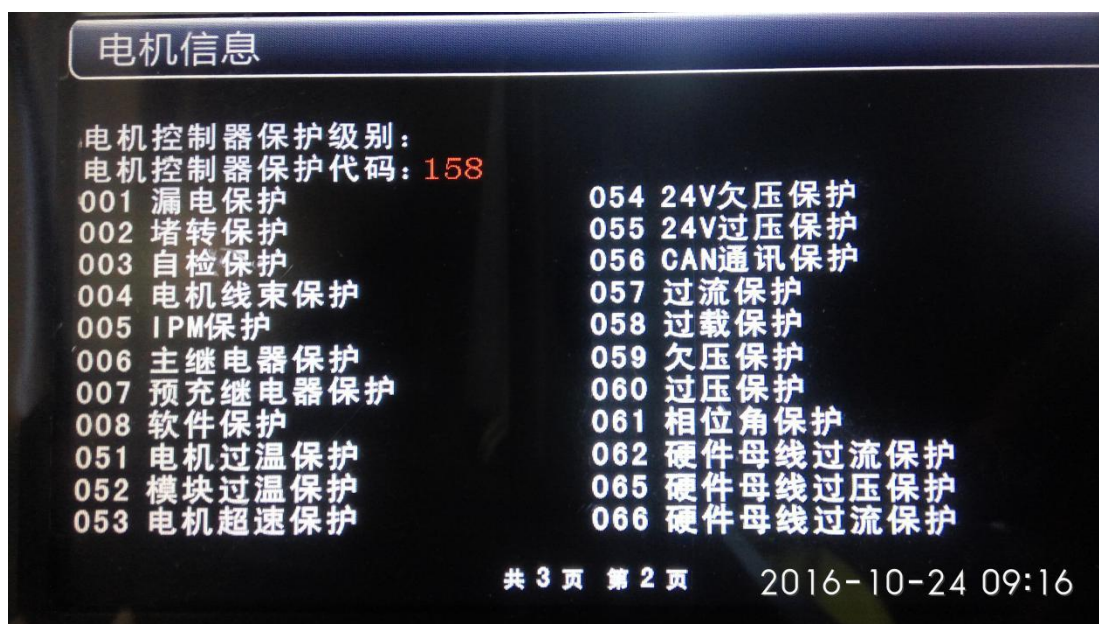 电机信息
电机控制器保护级别：
电机控制器保护代码：158
001 漏电保护
002 堵转保护
003 自检保护
004 电机线束保护
005 IPM保护
006 主继电器保护
007 预充继电器保护
008 软件保护
051 电机过温保护
052 模块过温保护
053 电机超速保护
054 24V欠压保护
055 24V过压保护
056 CAN通讯保护
057 过流保护
058 过载保护
059 欠压保护
060 过压保护
061 相位角保护
062 硬件母线过流保护
065 硬件母线过压保护
066 硬件母线过流保护
共 3 页 第 2 页
2016-10-24 09:16